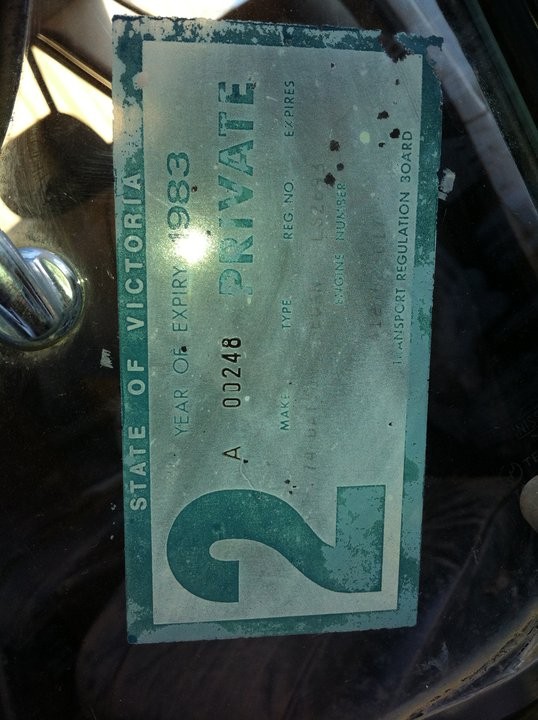 STATE OF VICTORIA
YEAR OF EXPIRY 1983
2 A 00248 PRIVATE
MAKE TYPE REG NO EXPIRES
ENGINE NUMBER
TRANSPORT REGULATION BOARD